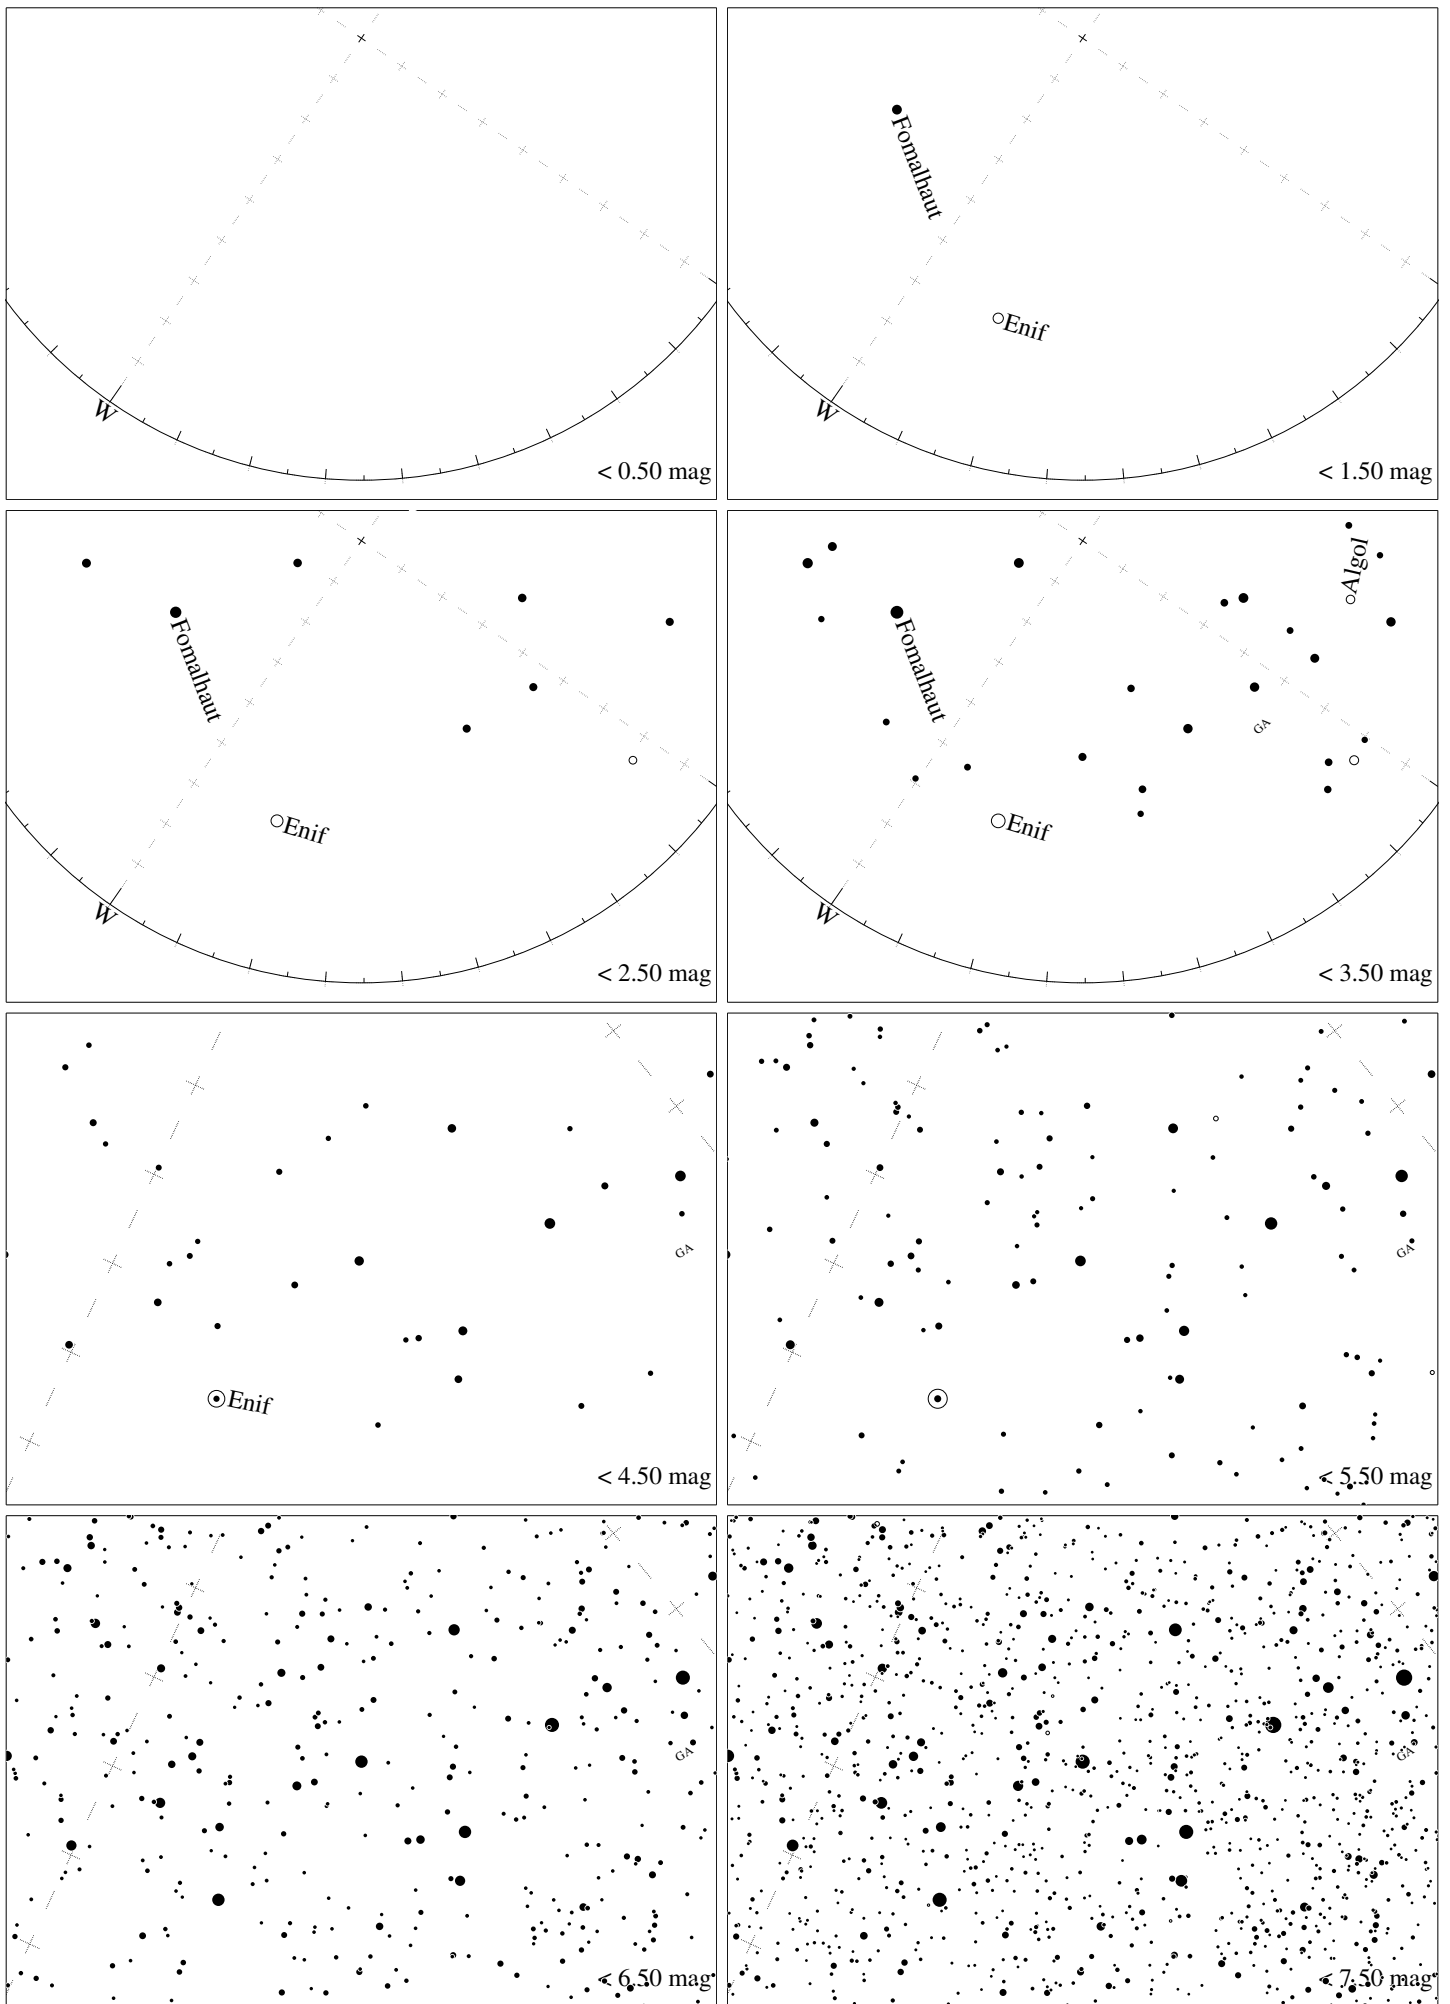 W
< 0.50 mag
Fomalhaut
Enif
W
< 1.50 mag
Fomalhaut
Enif
W
< 2.50 mag
Algol
Fomalhaut
GA
Enif
W
< 3.50 mag
GA
Enif
< 4.50 mag
GA
< 5.50 mag
GA
< 6.50 mag
GA
< 7.50 mag